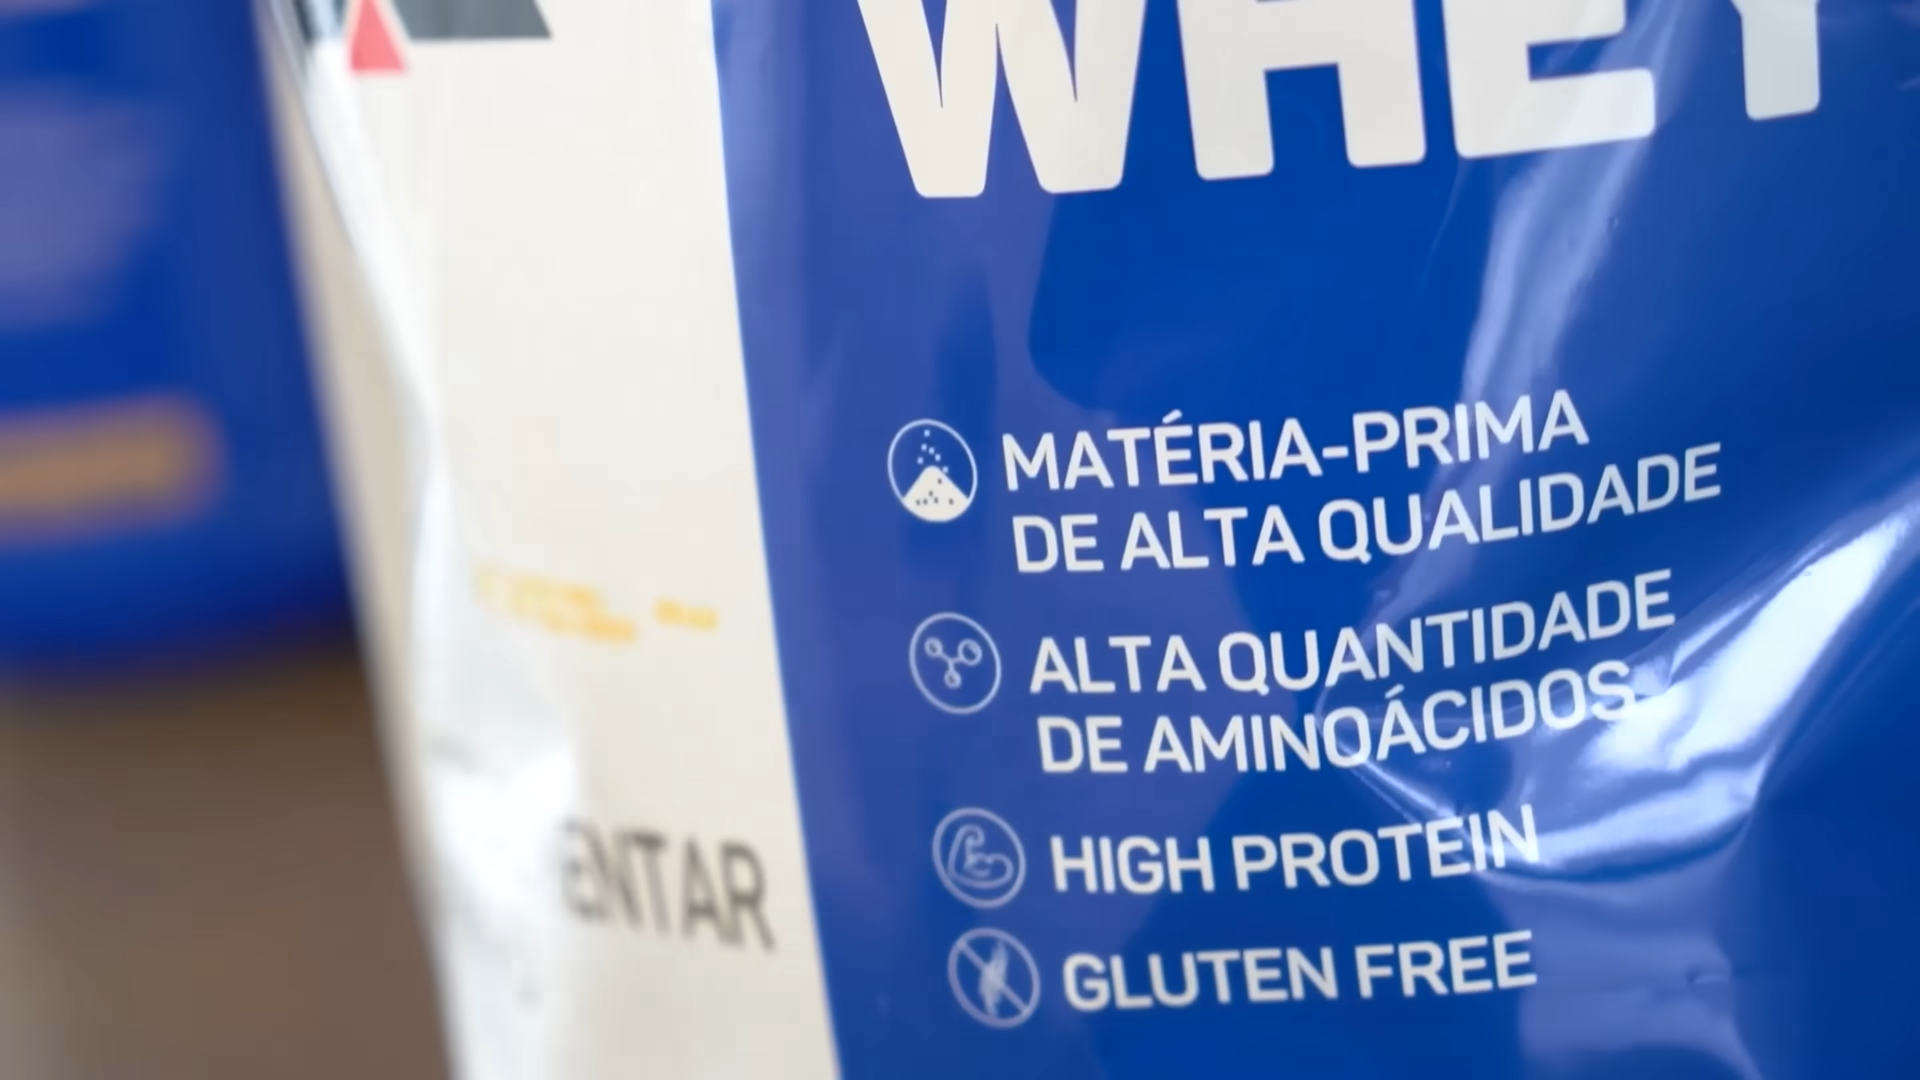 WHEY
MATÉRIA-PRIMA
DE ALTA QUALIDADE
ALTA QUANTIDADE
DE AMINOÁCIDOS
HIGH PROTEIN
GLUTEN FREE
ENTAR